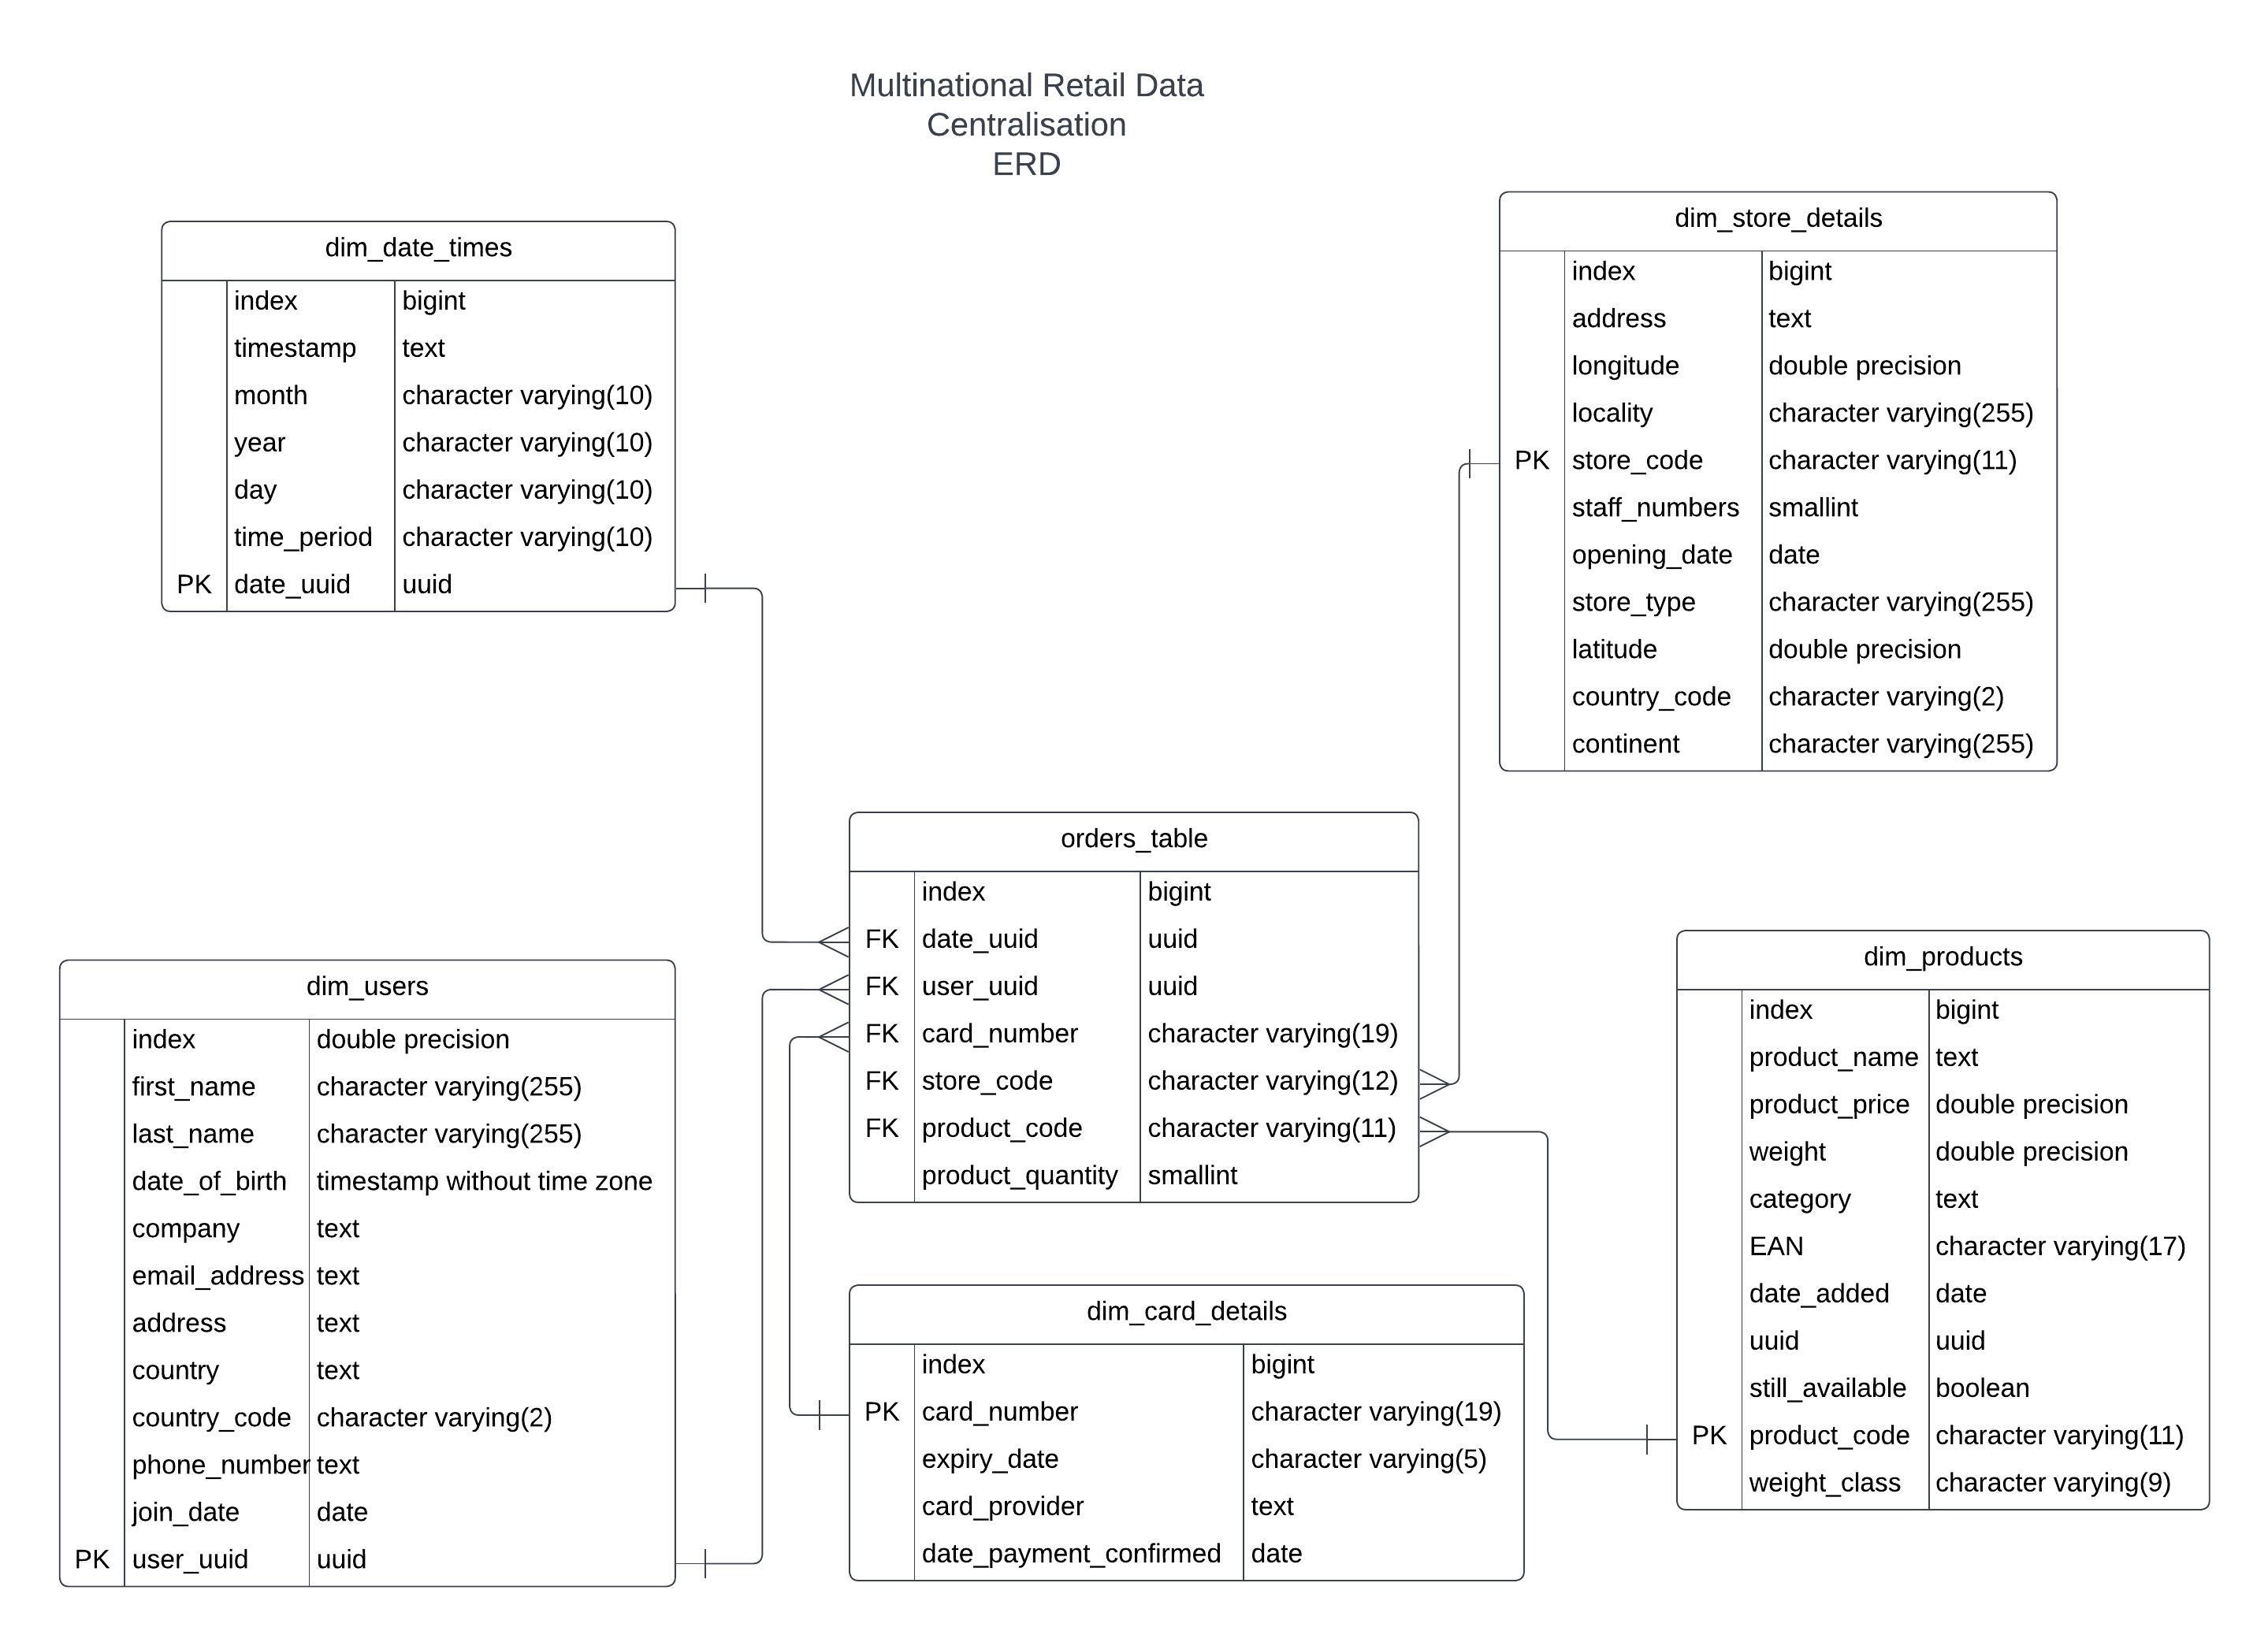 Multinational Retail Data
Centralisation
ERD
dim_date_times
index bigint
timestamp text
month character varying(10)
year character varying(10)
day character varying(10)
time_period character varying(10)
PK date_uuid uuid
dim_store_details
index bigint
address text
longitude double precision
locality character varying(255)
PK store_code character varying(11)
staff_numbers smallint
opening_date date
store_type character varying(255)
latitude double precision
country_code character varying(2)
continent character varying(255)
orders_table
index bigint
FK date_uuid uuid
FK user_uuid uuid
FK card_number character varying(19)
FK store_code character varying(12)
FK product_code character varying(11)
product_quantity smallint
dim_users
index double precision
first_name character varying(255)
last_name character varying(255)
date_of_birth timestamp without time zone
company text
email_address text
address text
country text
country_code character varying(2)
phone_number text
join_date date
PK user_uuid uuid
dim_card_details
index bigint
PK card_number character varying(19)
expiry_date character varying(5)
card_provider text
date_payment_confirmed date
dim_products
index bigint
product_name text
product_price double precision
weight double precision
category text
EAN character varying(17)
date_added date
uuid uuid
still_available boolean
PK product_code character varying(11)
weight_class character varying(9)